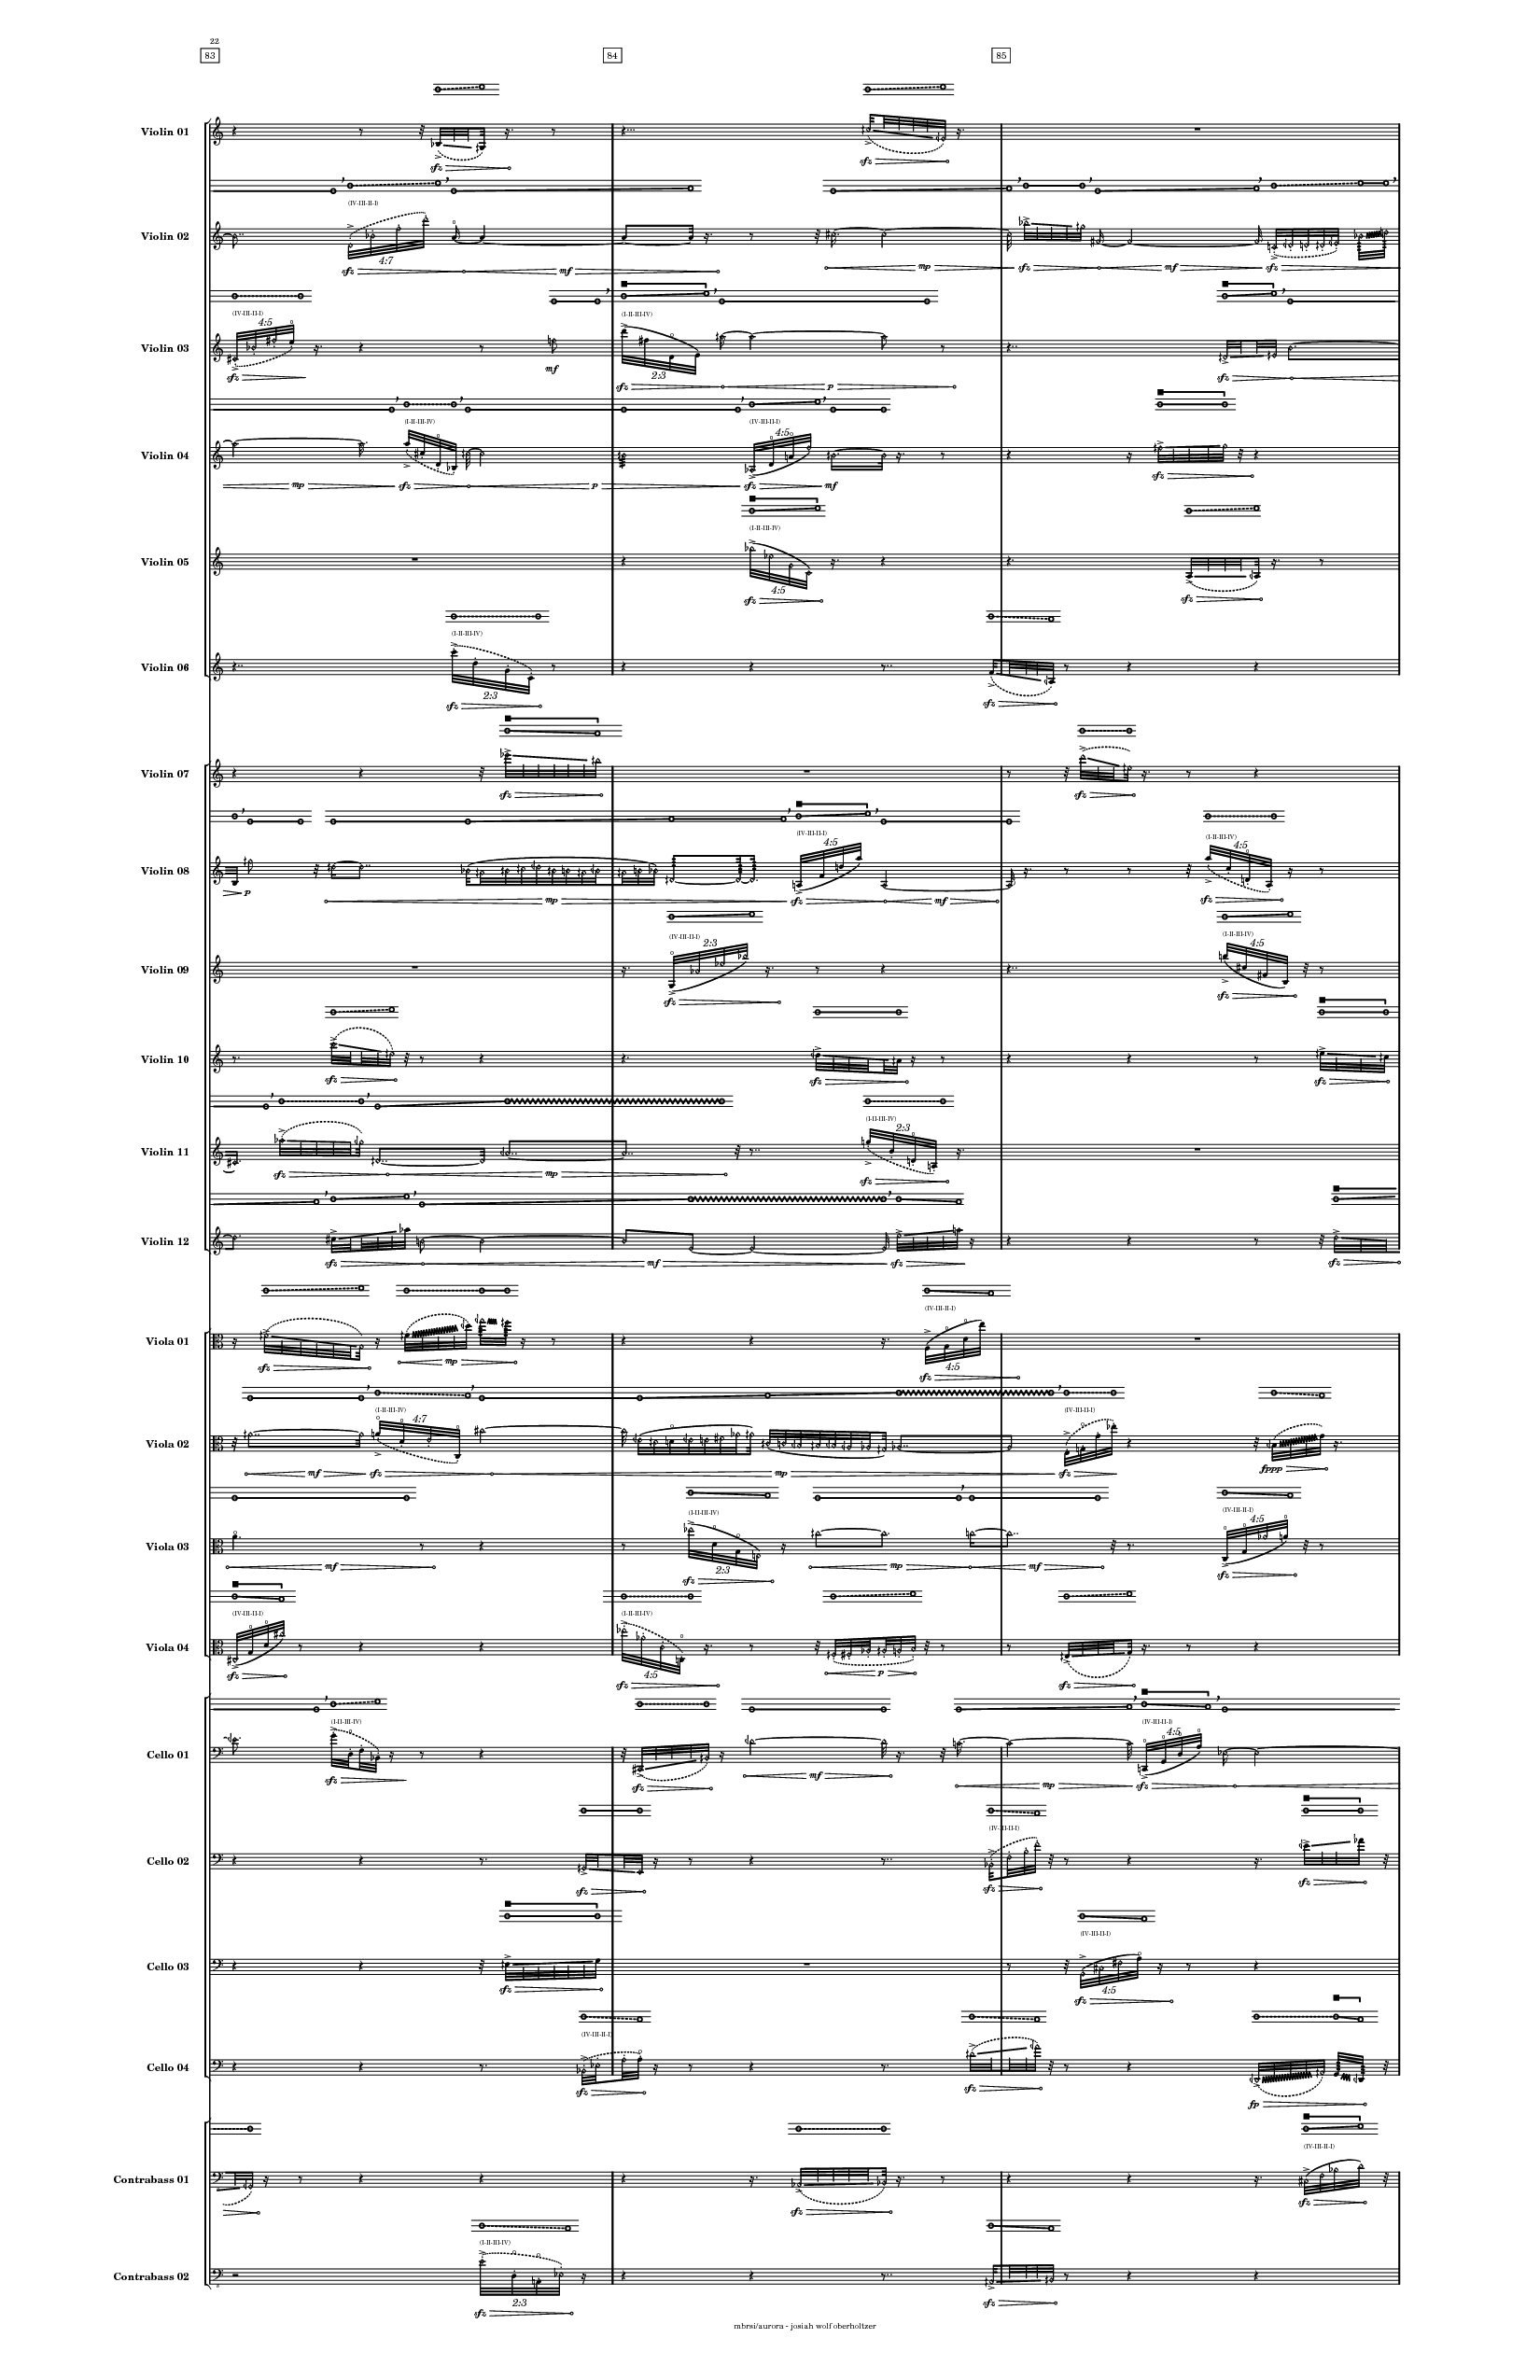 22
83 84 85
Violin 01
sfz sfz
(IV-III-II-I)
Violin 02
4:7
sfz mf mp sfz mf sfz
(IV-III-II-I) (I-II-III-IV)
4:5
Violin 03
sfz mf 2:3
sfz p sfz
(I-II-III-IV) (IV-III-II-I)
4:5
Violin 04
mp sfz p sfz mf sfz
(I-II-III-IV)
Violin 05
4:5
sfz sfz
(I-II-III-IV)
Violin 06
2:3
sfz sfz
Violin 07
sfz sfz
(IV-III-II-I) (I-II-III-IV)
4:5 4:5
Violin 08
p mp sfz mf sfz
(IV-III-II-I) (I-II-III-IV)
2:3 4:5
Violin 09
sfz sfz
Violin 10
sfz sfz sfz
(I-II-III-IV)
2:3
Violin 11
sfz mp sfz
Violin 12
sfz mf sfz sfz
(IV-III-II-I)
Viola 01
sfz mp 4:5
sfz
(I-II-III-IV) (IV-III-II-I)
4:7
Viola 02
mf sfz mp sfz fppp
(I-II-III-IV) (IV-III-II-I)
4:5
Viola 03
mf 2:3 mp mf
sfz sfz
(IV-III-II-I) (I-II-III-IV)
Viola 04
sfz 4:5 p
sfz sfz
(I-II-III-IV) (IV-III-II-I)
4:5
Cello 01
sfz sfz mf mp sfz
(IV-III-II-I)
Cello 02
sfz sfz sfz
(IV-III-II-I)
Cello 03
sfz 4:5
sfz
(IV-III-II-I)
Cello 04
sfz sfz fp
(IV-III-II-I)
Contrabass 01
sfz sfz
(I-II-III-IV)
Contrabass 02
2:3
sfz sfz
mbrsi/aurora - josiah wolf oberholtzer